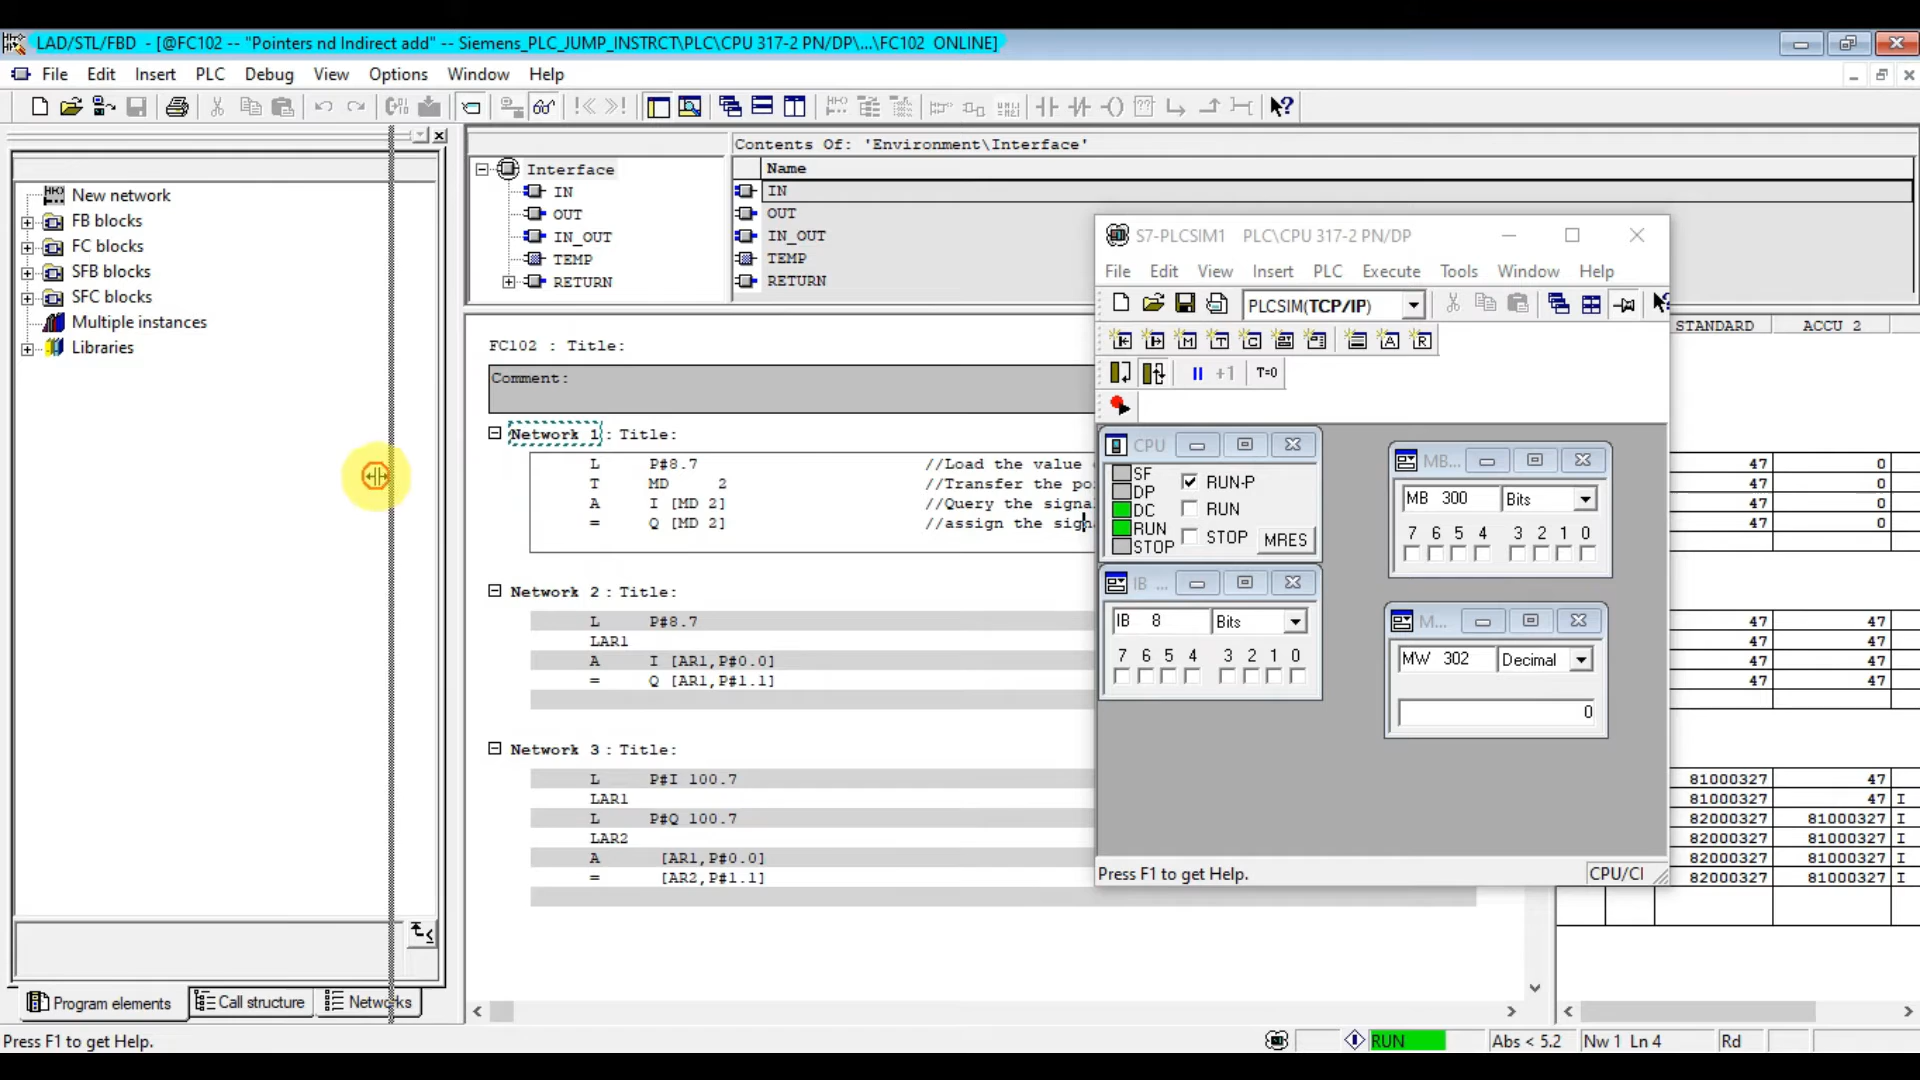 LAD/STL/FBD - [@FC102 -- "Pointers nd Indirect add" -- Siemens_PLC_JUMP_INSTRCT\PLC\CPU 317-2 PN/DP\...\FC102 ONLINE]
File Edit Insert PLC Debug View Options Window Help
Contents Of: 'Environment\Interface'
Name
Interface
IN
OUT
IN_OUT
TEMP
RETURN
IN
OUT
IN_OUT
TEMP
RETURN
New network
FB blocks
FC blocks
SFB blocks
SFC blocks
Multiple instances
Libraries
Program elements Call structure Networks
FC102 : Title:
Comment:
Network 1: Title:
L P#8.7 //Load the value
T MD 2 //Transfer the po
A I [MD 2] //Query the signa
= Q [MD 2] //assign the sign
Network 2: Title:
L P#8.7
LAR1
A I [AR1,P#0.0]
= Q [AR1,P#1.1]
Network 3: Title:
L P#I 100.7
LAR1
L P#Q 100.7
LAR2
A [AR1,P#0.0]
= [AR2,P#1.1]
S7-PLCSIM1 PLC\CPU 317-2 PN/DP
File Edit View Insert PLC Execute Tools Window Help
PLCSIM(TCP/IP)
+1 T=0
CPU
SF
DP
DC
RUN
STOP
RUN-P
RUN
STOP MRES
IB ...
IB 8 Bits
7 6 5 4 3 2 1 0
MB...
MB 300 Bits
7 6 5 4 3 2 1 0
M...
MW 302 Decimal
0
Press F1 to get Help. CPU/CI
STANDARD ACCU 2
47 0
47 0
47 0
47 0
47 47
47 47
47 47
47 47
81000327 47
81000327 47 I
82000327 81000327 I
82000327 81000327 I
82000327 81000327 I
82000327 81000327 I
Press F1 to get Help. RUN Abs < 5.2 Nw 1 Ln 4 Rd